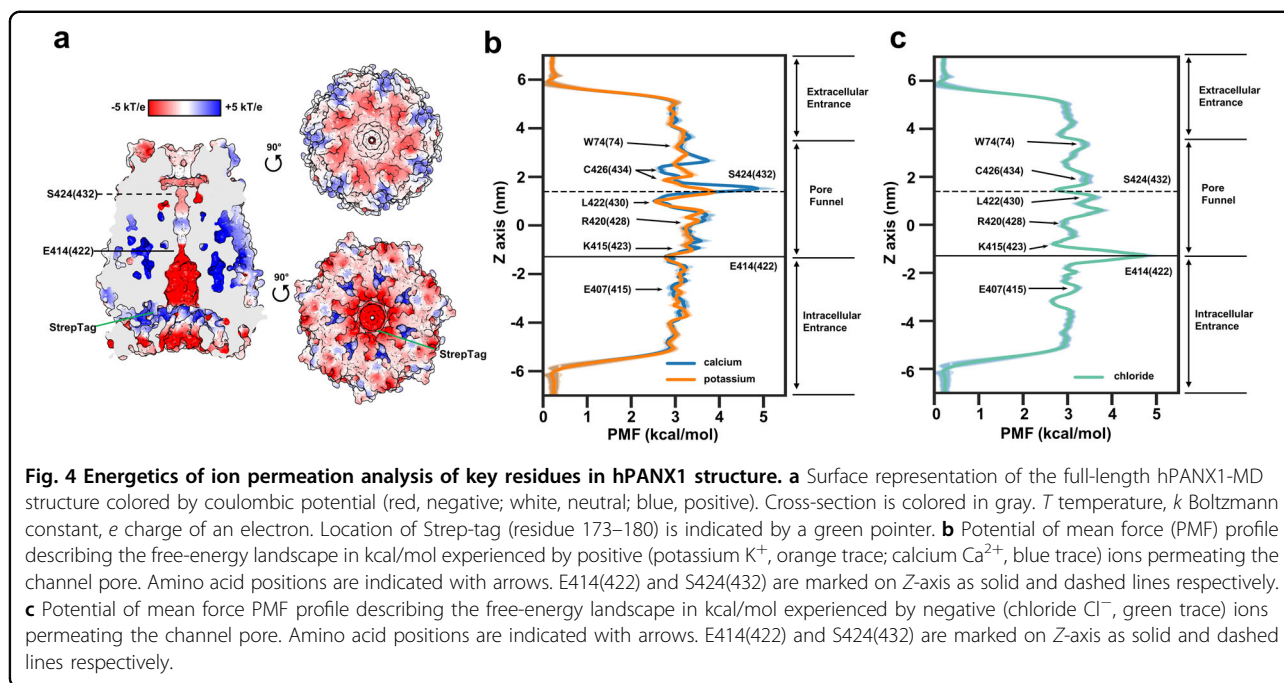 a
-5 kT/e
+5 kT/e
90°
S424(432)
E414(422)
StrepTag
90°
StrepTag
b
6
4
2
0
-2
-4
-6
Z axis (nm)
W74(74)
C426(434)
S424(432)
L422(430)
R420(428)
K415(423)
E414(422)
E407(415)
calcium
potassium
0 1 2 3 4 5
PMF (kcal/mol)
Extracellular
Entrance
Pore
Funnel
Intracellular
Entrance
c
6
4
2
0
-2
-4
-6
Z axis (nm)
W74(74)
C426(434)
S424(432)
L422(430)
R420(428)
K415(423)
E414(422)
E407(415)
chloride
0 1 2 3 4 5
PMF (kcal/mol)
Extracellular
Entrance
Pore
Funnel
Intracellular
Entrance
Fig. 4 Energetics of ion permeation analysis of key residues in hPANX1 structure. a Surface representation of the full-length hPANX1-MD
structure colored by coulombic potential (red, negative; white, neutral; blue, positive). Cross-section is colored in gray. T temperature, k Boltzmann
constant, e charge of an electron. Location of Strep-tag (residue 173–180) is indicated by a green pointer. b Potential of mean force (PMF) profile
describing the free-energy landscape in kcal/mol experienced by positive (potassium K⁺, orange trace; calcium Ca²⁺, blue trace) ions permeating the
channel pore. Amino acid positions are indicated with arrows. E414(422) and S424(432) are marked on Z-axis as solid and dashed lines respectively.
c Potential of mean force PMF profile describing the free-energy landscape in kcal/mol experienced by negative (chloride Cl⁻, green trace) ions
permeating the channel pore. Amino acid positions are indicated with arrows. E414(422) and S424(432) are marked on Z-axis as solid and dashed
lines respectively.